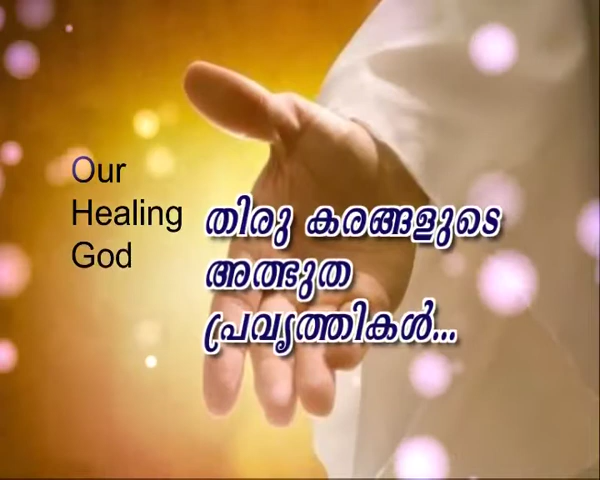 Our
Healing
God
തിരു കരങ്ങളുടെ
അത്ഭുത
പ്രവൃത്തികൾ...